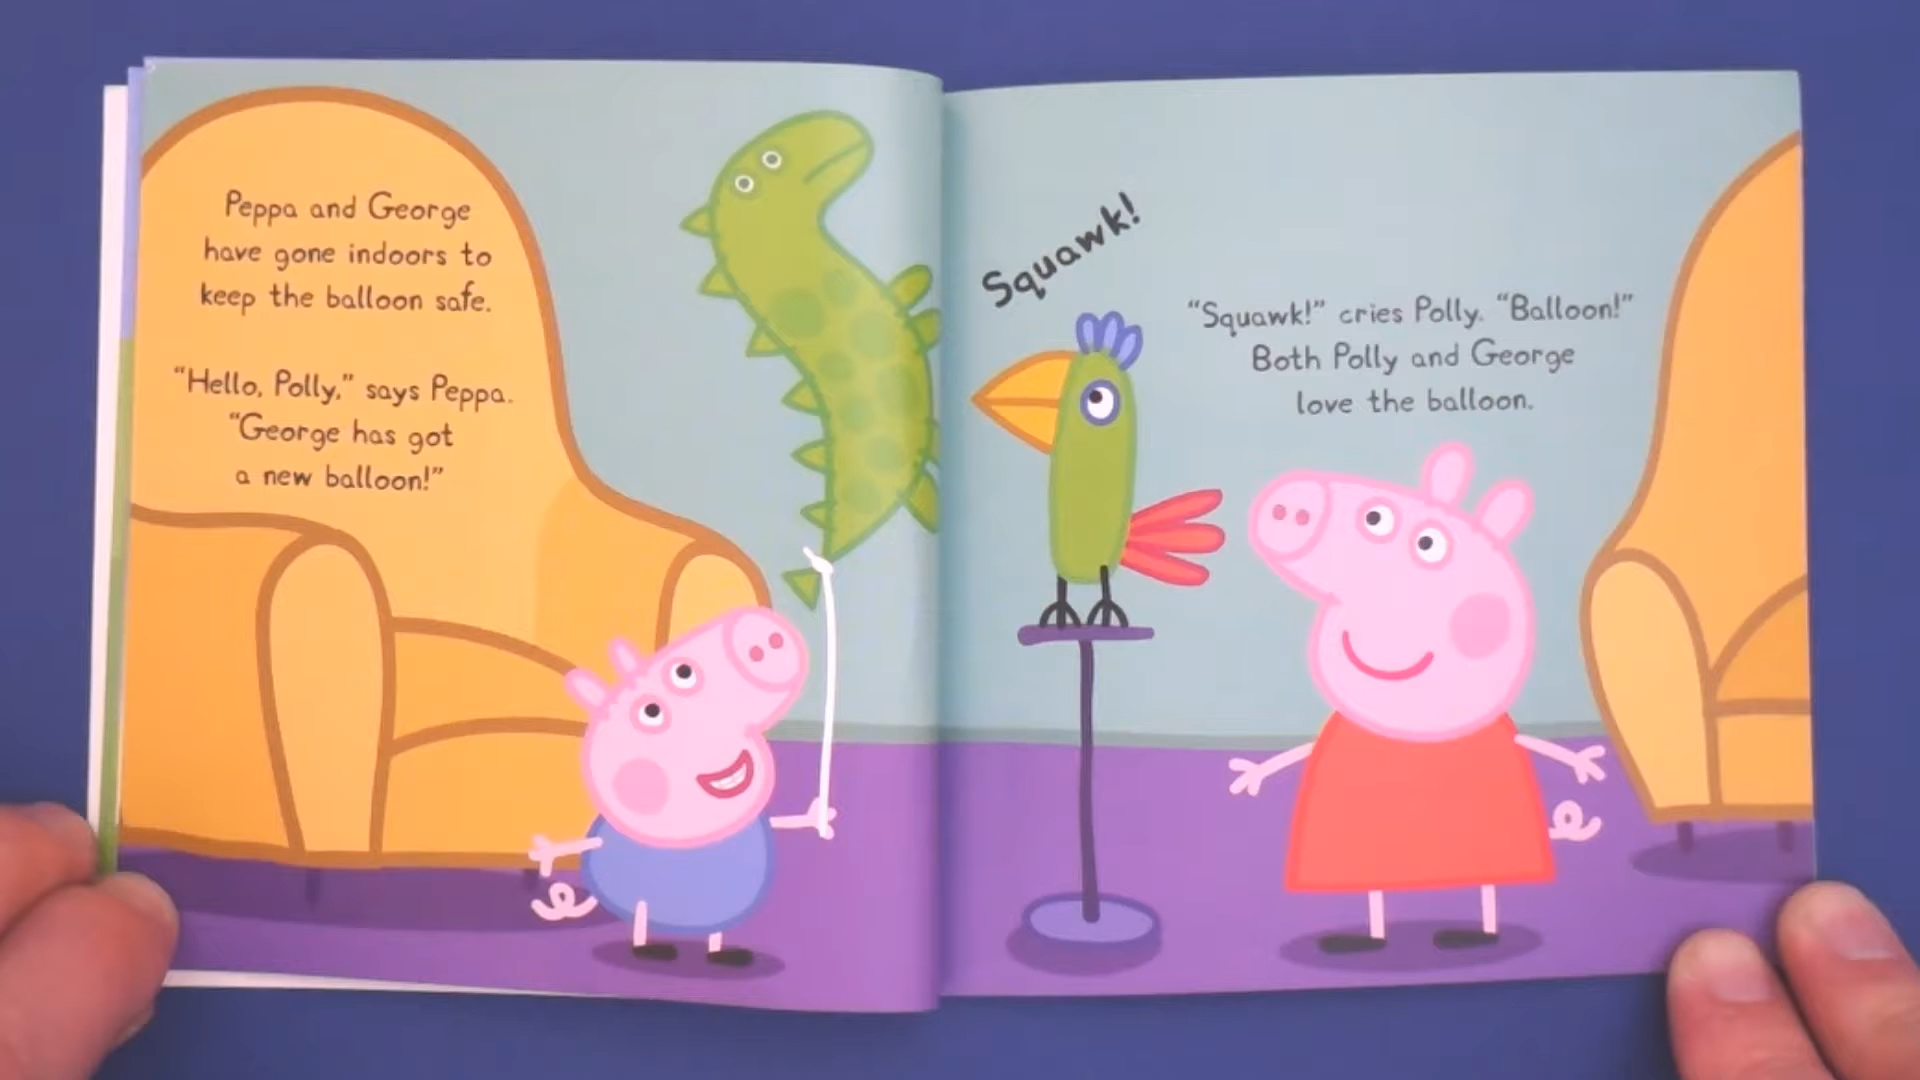 Peppa and George
have gone indoors to
keep the balloon safe.
“Hello, Polly,” says Peppa.
“George has got
a new balloon!”
Squawk!
“Squawk!” cries Polly. “Balloon!”
Both Polly and George
love the balloon.